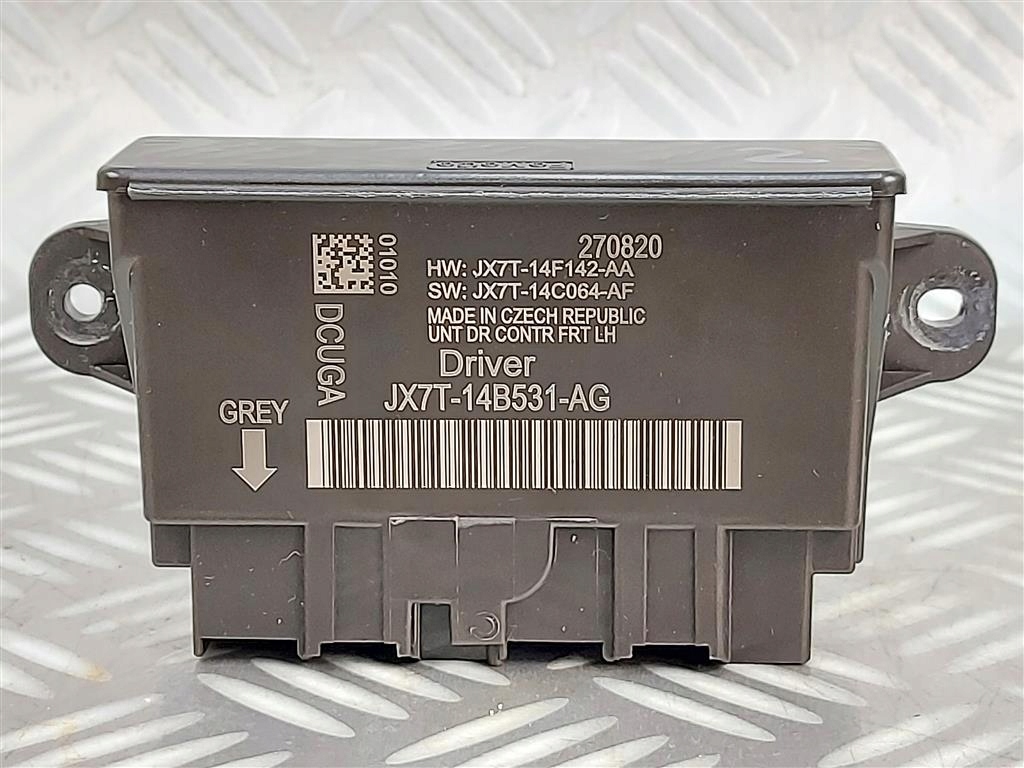 270820
01010
HW: JX7T-14F142-AA
SW: JX7T-14C064-AF
MADE IN CZECH REPUBLIC
UNT DR CONTR FRT LH
DCUGA
Driver
JX7T-14B531-AG
GREY